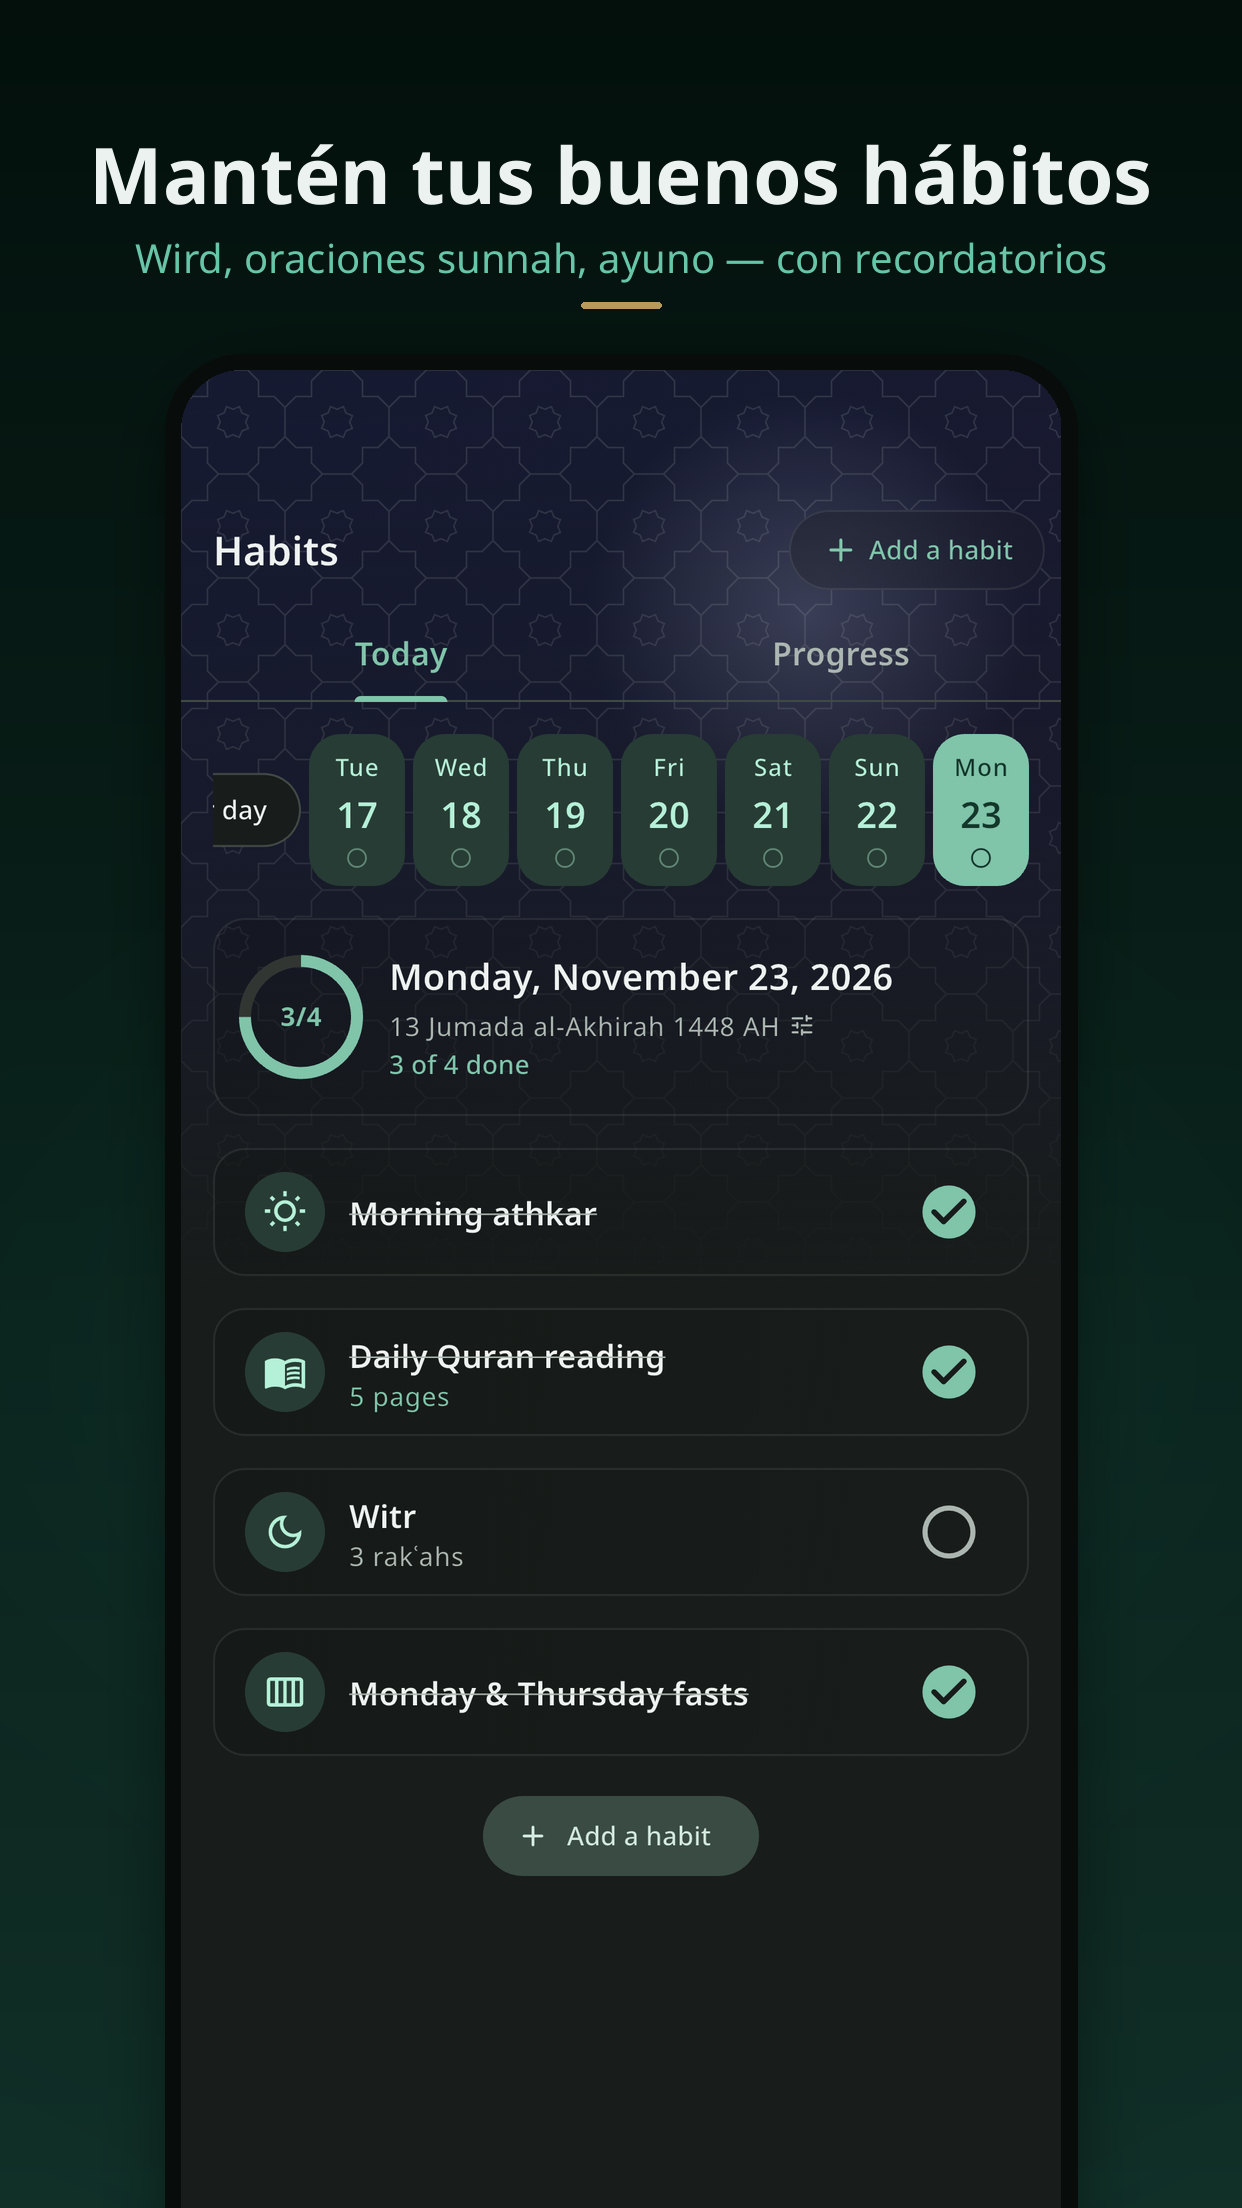 Mantén tus buenos hábitos
Wird, oraciones sunnah, ayuno — con recordatorios
Habits
+ Add a habit
Today
Progress
day
Tue
17
Wed
18
Thu
19
Fri
20
Sat
21
Sun
22
Mon
23
3/4
Monday, November 23, 2026
13 Jumada al-Akhirah 1448 AH
3 of 4 done
Morning athkar
Daily Quran reading
5 pages
Witr
3 rakʿahs
Monday & Thursday fasts
+ Add a habit